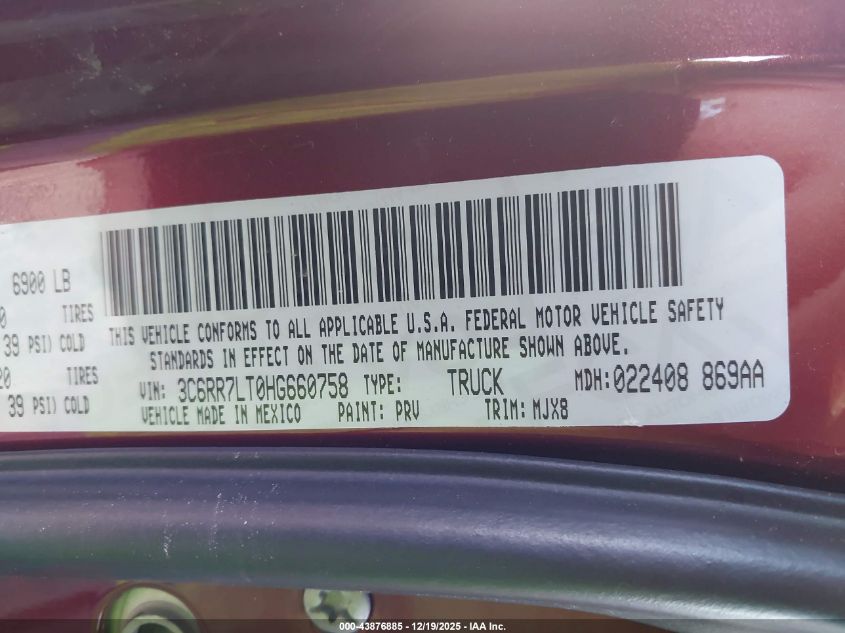 6900 LB
0 TIRES
39 PSI) COLD
20 TIRES
39 PSI) COLD
THIS VEHICLE CONFORMS TO ALL APPLICABLE U.S.A. FEDERAL MOTOR VEHICLE SAFETY
STANDARDS IN EFFECT ON THE DATE OF MANUFACTURE SHOWN ABOVE.
VIN: 3C6RR7LT0HG660758 TYPE: TRUCK MDH:022408 869AA
VEHICLE MADE IN MEXICO PAINT: PRV TRIM: MJX8
000-43876885 | 12/19/2025 - IAA Inc.